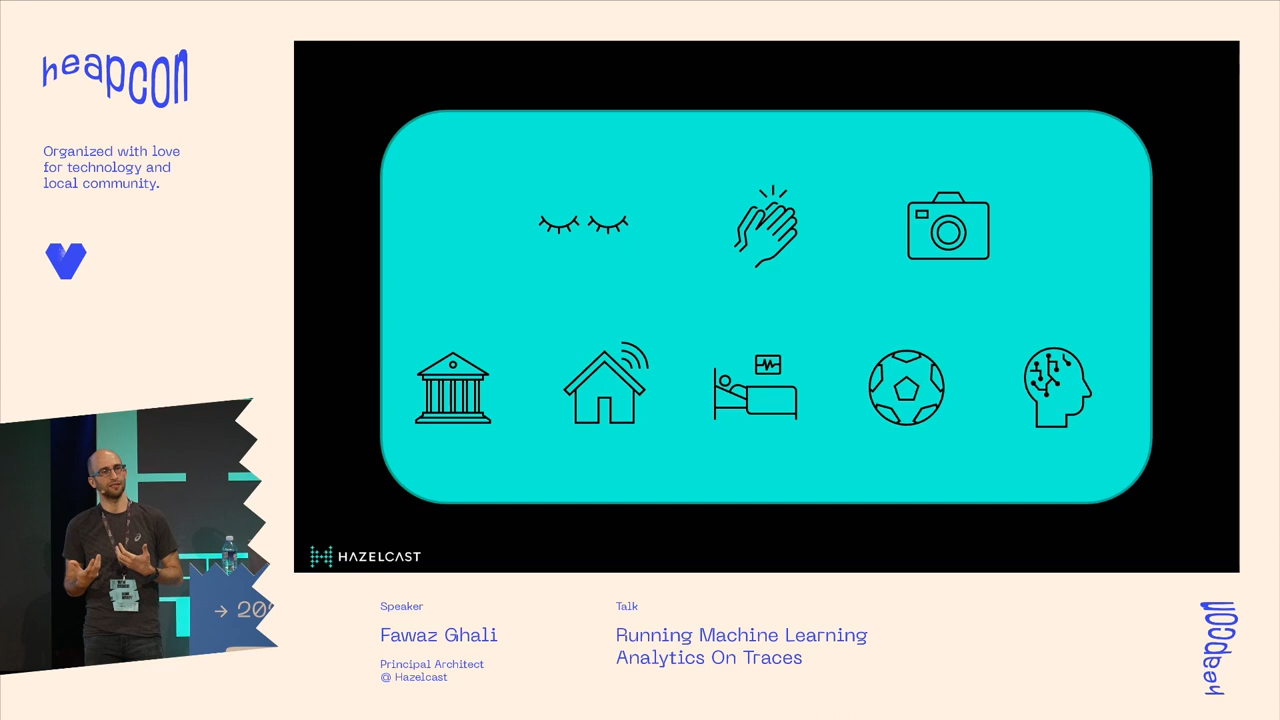 heapcon
Organized with love
for technology and
local community.
HAZELCAST
Speaker
Fawaz Ghali
Principal Architect
@ Hazelcast
Talk
Running Machine Learning
Analytics On Traces
heapcon